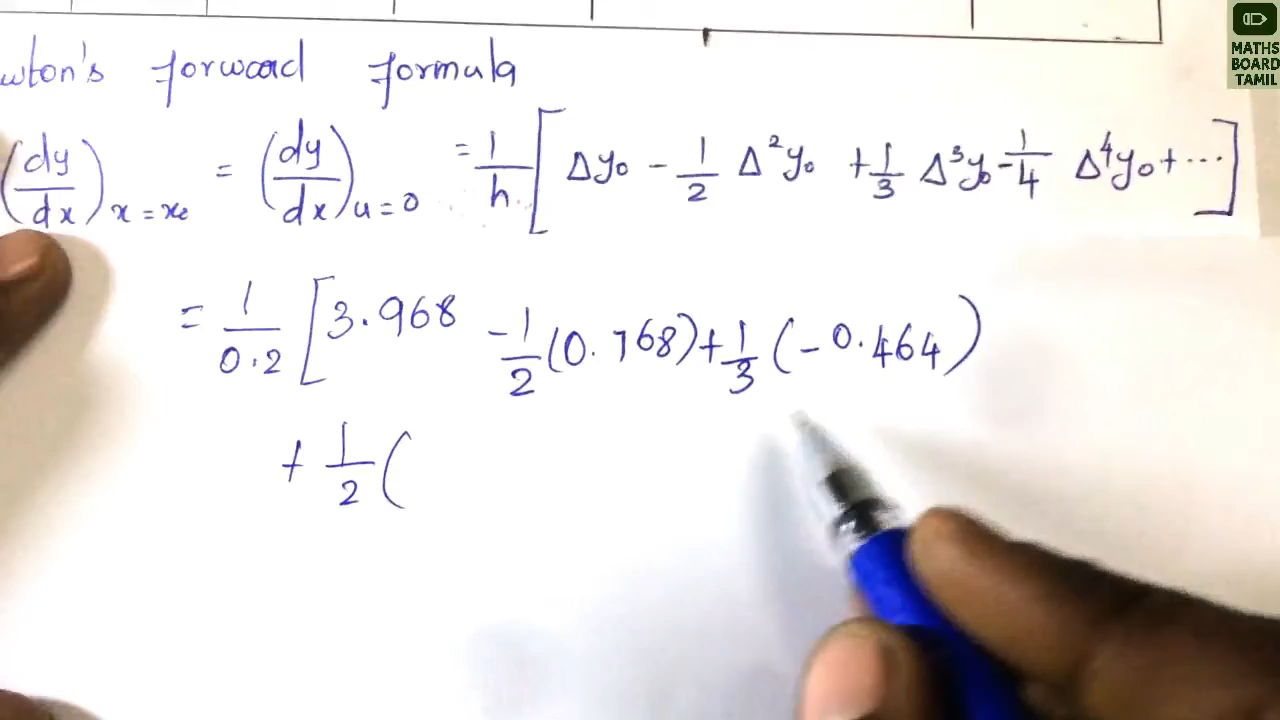 MATHS
BOARD
TAMIL
wton's forward formula
(dy/dx)x=x₀ = (dy/dx)u=0 = 1/h [ Δy₀ - 1/2 Δ²y₀ + 1/3 Δ³y₀ - 1/4 Δ⁴y₀ + ... ]
= 1/0.2 [ 3.968 - 1/2 (0.768) + 1/3 (-0.464)
+ 1/2 (